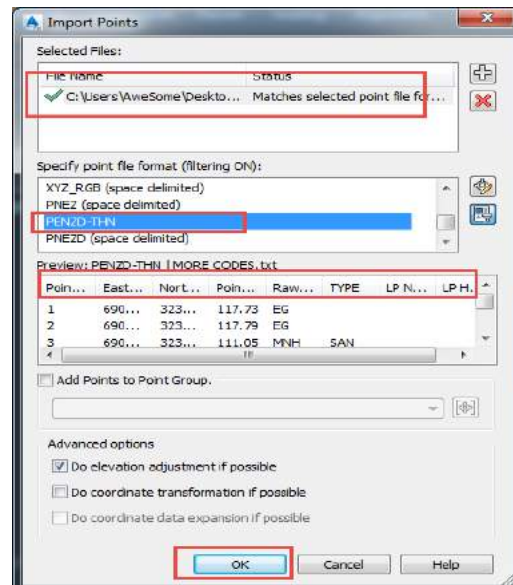 Import Points
Selected Files:
File Name Status
C:\Users\AweSome\Deskto... Matches selected point file for...
Specify point file format (filtering ON):
XYZ_RGB (space delimited)
PNEZ (space delimited)
PENZD-THN
PNEZD (space delimited)
Preview: PENZD-THN | MORE CODES.txt
Poin... East... Nort... Poin... Raw... TYPE LP N... LP H.
1 690... 323... 117.73 EG
2 690... 323... 117.79 EG
3 690... 323... 111.05 MNH SAN
Add Points to Point Group.
Advanced options
Do elevation adjustment if possible
Do coordinate transformation if possible
Do coordinate data expansion if possible
OK Cancel Help